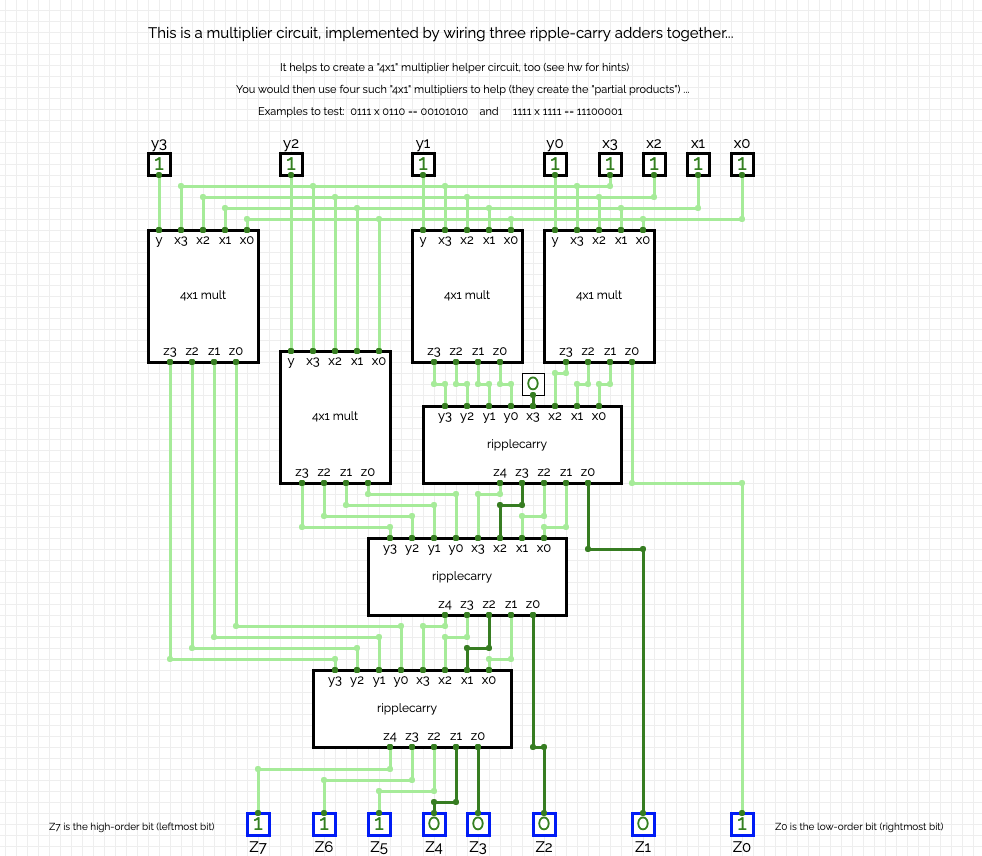 This is a multiplier circuit, implemented by wiring three ripple-carry adders together...
It helps to create a "4x1" multiplier helper circuit, too (see hw for hints)
You would then use four such "4x1" multipliers to help (they create the "partial products") ...
Examples to test: 0111 x 0110 == 00101010 and 1111 x 1111 == 11100001
y3 y2 y1 y0 x3 x2 x1 x0
1 1 1 1 1 1 1 1
y x3 x2 x1 x0 y x3 x2 x1 x0 y x3 x2 x1 x0
4x1 mult 4x1 mult 4x1 mult
z3 z2 z1 z0 z3 z2 z1 z0 z3 z2 z1 z0
y x3 x2 x1 x0
0
4x1 mult
y3 y2 y1 y0 x3 x2 x1 x0
ripplecarry
z3 z2 z1 z0 z4 z3 z2 z1 z0
y3 y2 y1 y0 x3 x2 x1 x0
ripplecarry
z4 z3 z2 z1 z0
y3 y2 y1 y0 x3 x2 x1 x0
ripplecarry
z4 z3 z2 z1 z0
Z7 is the high-order bit (leftmost bit) 1 1 1 0 0 0 0 1 Z0 is the low-order bit (rightmost bit)
Z7 Z6 Z5 Z4 Z3 Z2 Z1 Z0